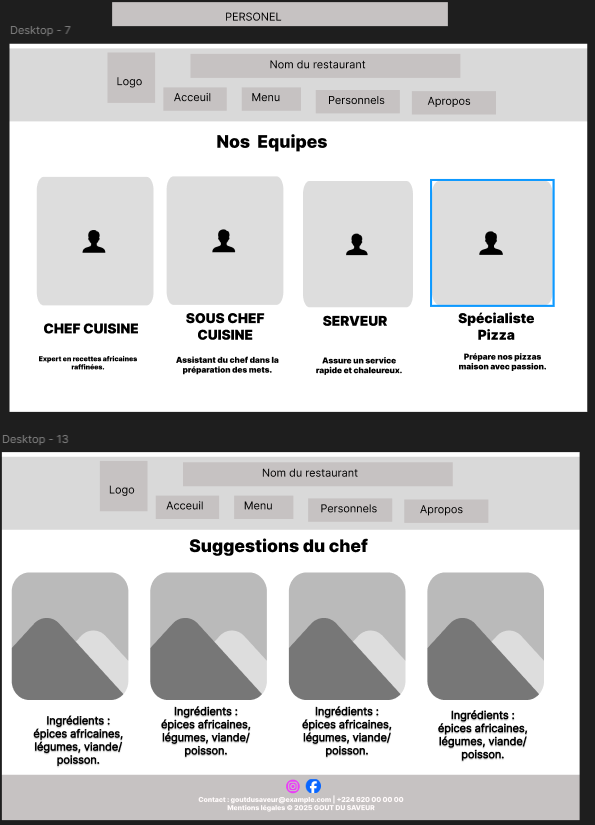 PERSONEL
Desktop - 7
Nom du restaurant
Logo
Acceuil
Menu
Personnels
Apropos
Nos Equipes
CHEF CUISINE
Expert en recettes africaines
raffinées.
SOUS CHEF
CUISINE
Assistant du chef dans la
préparation des mets.
SERVEUR
Assure un service
rapide et chaleureux.
Spécialiste
Pizza
Prépare nos pizzas
maison avec passion.
Desktop - 13
Nom du restaurant
Logo
Acceuil
Menu
Personnels
Apropos
Suggestions du chef
Ingrédients :
épices africaines,
légumes, viande/
poisson.
Ingrédients :
épices africaines,
légumes, viande/
poisson.
Ingrédients :
épices africaines,
légumes, viande/
poisson.
Ingrédients :
épices africaines,
légumes, viande/
poisson.
Contact : goutdusaveur@example.com | +224 620 00 00 00
Mentions légales © 2025 GOUT DU SAVEUR